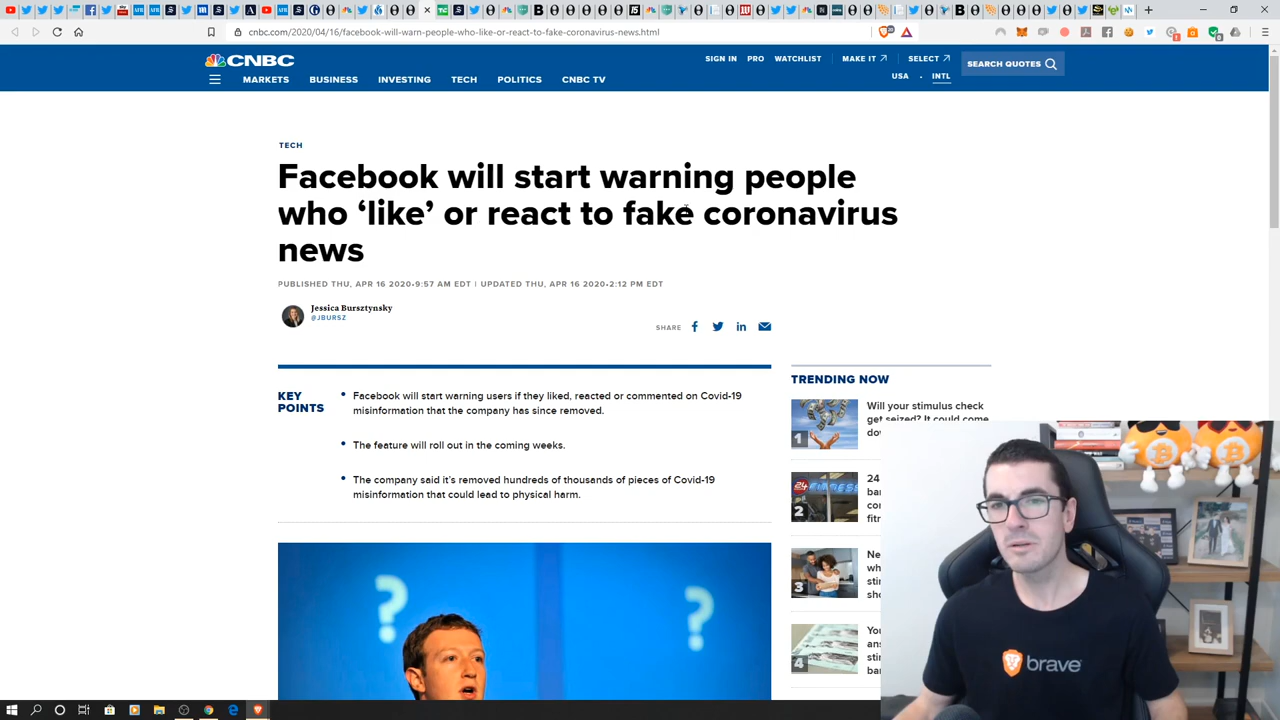 cnbc.com/2020/04/16/facebook-will-warn-people-who-like-or-react-to-fake-coronavirus-news.html
CNBC
SIGN IN PRO WATCHLIST MAKE IT SELECT
SEARCH QUOTES
USA · INTL
MARKETS BUSINESS INVESTING TECH POLITICS CNBC TV
TECH
Facebook will start warning people
who ‘like’ or react to fake coronavirus
news
PUBLISHED THU, APR 16 2020•9:57 AM EDT | UPDATED THU, APR 16 2020•2:12 PM EDT
Jessica Bursztynsky
@JBURSZ
SHARE
KEY
POINTS
• Facebook will start warning users if they liked, reacted or commented on Covid-19
misinformation that the company has since removed.
• The feature will roll out in the coming weeks.
• The company said it’s removed hundreds of thousands of pieces of Covid-19
misinformation that could lead to physical harm.
TRENDING NOW
1
Will your stimulus check
get seized? It could come
2
24
3
4
brave